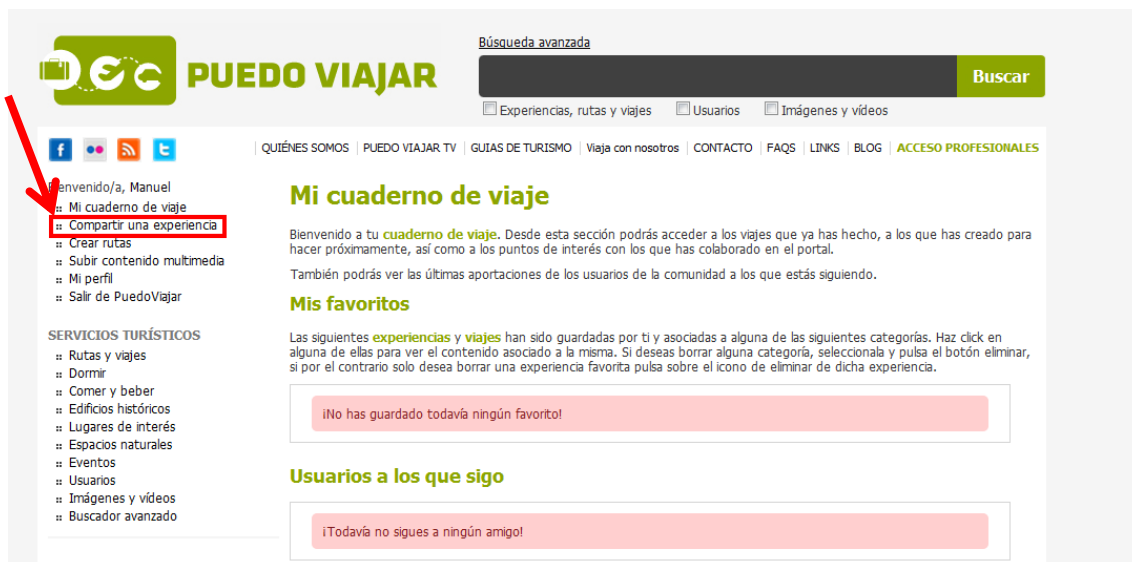 Búsqueda avanzada
PUEDO VIAJAR
Buscar
Experiencias, rutas y viajes Usuarios Imágenes y vídeos
QUIÉNES SOMOS | PUEDO VIAJAR TV | GUIAS DE TURISMO | Viaja con nosotros | CONTACTO | FAQS | LINKS | BLOG | ACCESO PROFESIONALES
Bienvenido/a, Manuel
Mi cuaderno de viaje
Compartir una experiencia
Crear rutas
Subir contenido multimedia
Mi perfil
Salir de PuedoViajar
SERVICIOS TURÍSTICOS
Rutas y viajes
Dormir
Comer y beber
Edificios históricos
Lugares de interés
Espacios naturales
Eventos
Usuarios
Imágenes y vídeos
Buscador avanzado
Mi cuaderno de viaje
Bienvenido a tu cuaderno de viaje. Desde esta sección podrás acceder a los viajes que ya has hecho, a los que has creado para
hacer próximamente, así como a los puntos de interés con los que has colaborado en el portal.
También podrás ver las últimas aportaciones de los usuarios de la comunidad a los que estás siguiendo.
Mis favoritos
Las siguientes experiencias y viajes han sido guardadas por ti y asociadas a alguna de las siguientes categorías. Haz click en
alguna de ellas para ver el contenido asociado a la misma. Si deseas borrar alguna categoría, seleccionala y pulsa el botón eliminar,
si por el contrario solo desea borrar una experiencia favorita pulsa sobre el icono de eliminar de dicha experiencia.
¡No has guardado todavía ningún favorito!
Usuarios a los que sigo
¡Todavía no sigues a ningún amigo!